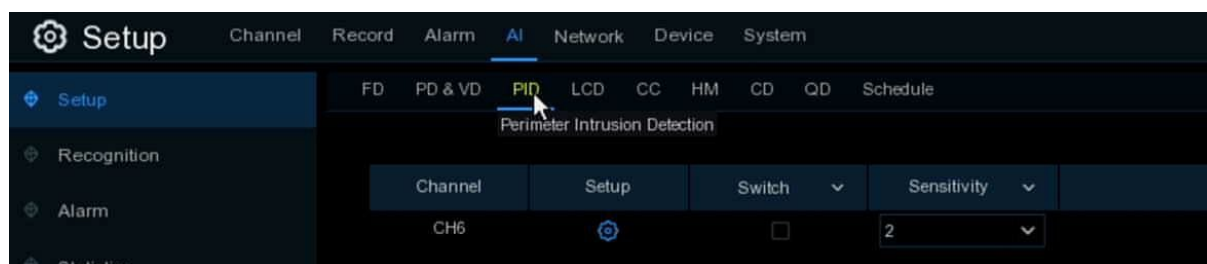 Setup Channel Record Alarm AI Network Device System
Setup FD PD & VD PID LCD CC HM CD QD Schedule
Perimeter Intrusion Detection
Recognition
Channel Setup Switch Sensitivity
Alarm
CH6 2